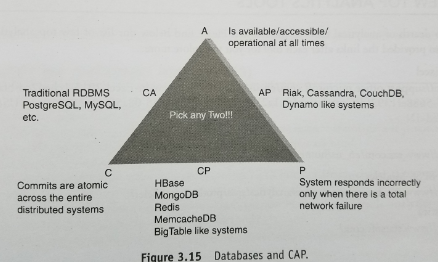 A
Is available/accessible/
operational at all times
Traditional RDBMS
PostgreSQL, MySQL,
etc.
CA
AP
Riak, Cassandra, CouchDB,
Dynamo like systems
Pick any Two!!!
C
CP
P
Commits are atomic
across the entire
distributed systems
HBase
MongoDB
Redis
MemcacheDB
BigTable like systems
System responds incorrectly
only when there is a total
network failure
Figure 3.15 Databases and CAP.